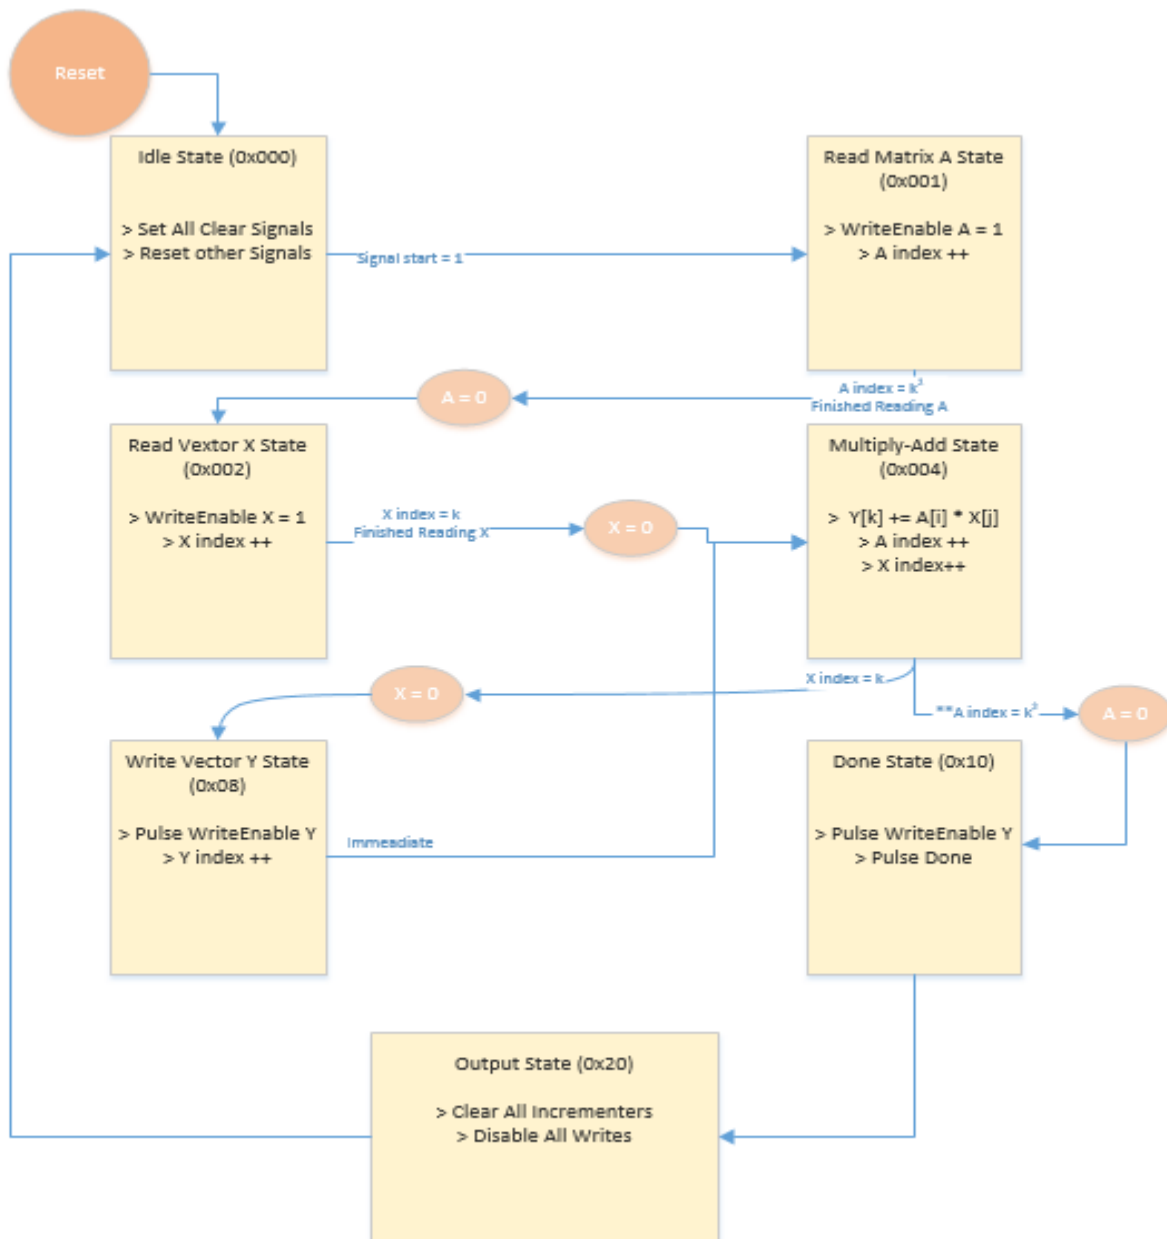 Reset
Idle State (0x000)
> Set All Clear Signals
> Reset other Signals
Signal start = 1
Read Matrix A State
(0x001)
> WriteEnable A = 1
> A index ++
A index = k²
Finished Reading A
A = 0
Read Vextor X State
(0x002)
> WriteEnable X = 1
> X index ++
X index = k
Finished Reading X
X = 0
Multiply-Add State
(0x004)
> Y[k] += A[i] * X[j]
> A index ++
> X index++
X index = k
X = 0
**A index = k²
A = 0
Write Vector Y State
(0x08)
> Pulse WriteEnable Y
> Y index ++
Immeadiate
Done State (0x10)
> Pulse WriteEnable Y
> Pulse Done
Output State (0x20)
> Clear All Incrementers
> Disable All Writes